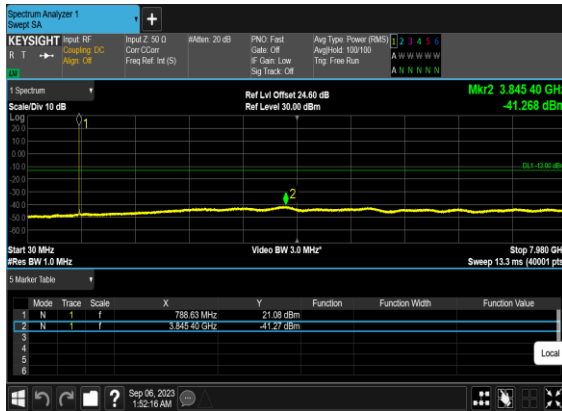 Spectrum Analyzer 1
Swept SA
+
KEYSIGHT Input: RF Input Z: 50 Ω #Atten: 20 dB PNO: Fast Avg Type: Power (RMS) 1 2 3 4 5 6
R T Coupling: DC Corr CCorr Gate: Off Avg|Hold: 100/100 A W W W W W
Align: Off Freq Ref: Int (S) IF Gain: Low Trig: Free Run
LXI Sig Track: Off A N N N N N
1 Spectrum Ref Lvl Offset 24.60 dB Mkr2 3.845 40 GHz
Scale/Div 10 dB Ref Level 30.00 dBm -41.268 dBm
Log
1
20.0
10.0
0.00
-10.0 DL1 -13.00 dBm
-20.0
-30.0
2
-40.0
-50.0
-60.0
Start 30 MHz Video BW 3.0 MHz* Stop 7.980 GHz
#Res BW 1.0 MHz Sweep 13.3 ms (40001 pts)
5 Marker Table
Mode Trace Scale X Y Function Function Width Function Value
1 N 1 f 788.63 MHz 21.08 dBm
2 N 1 f 3.845 40 GHz -41.27 dBm
3
4
5
6
Local
? Sep 06, 2023
1:52:16 AM